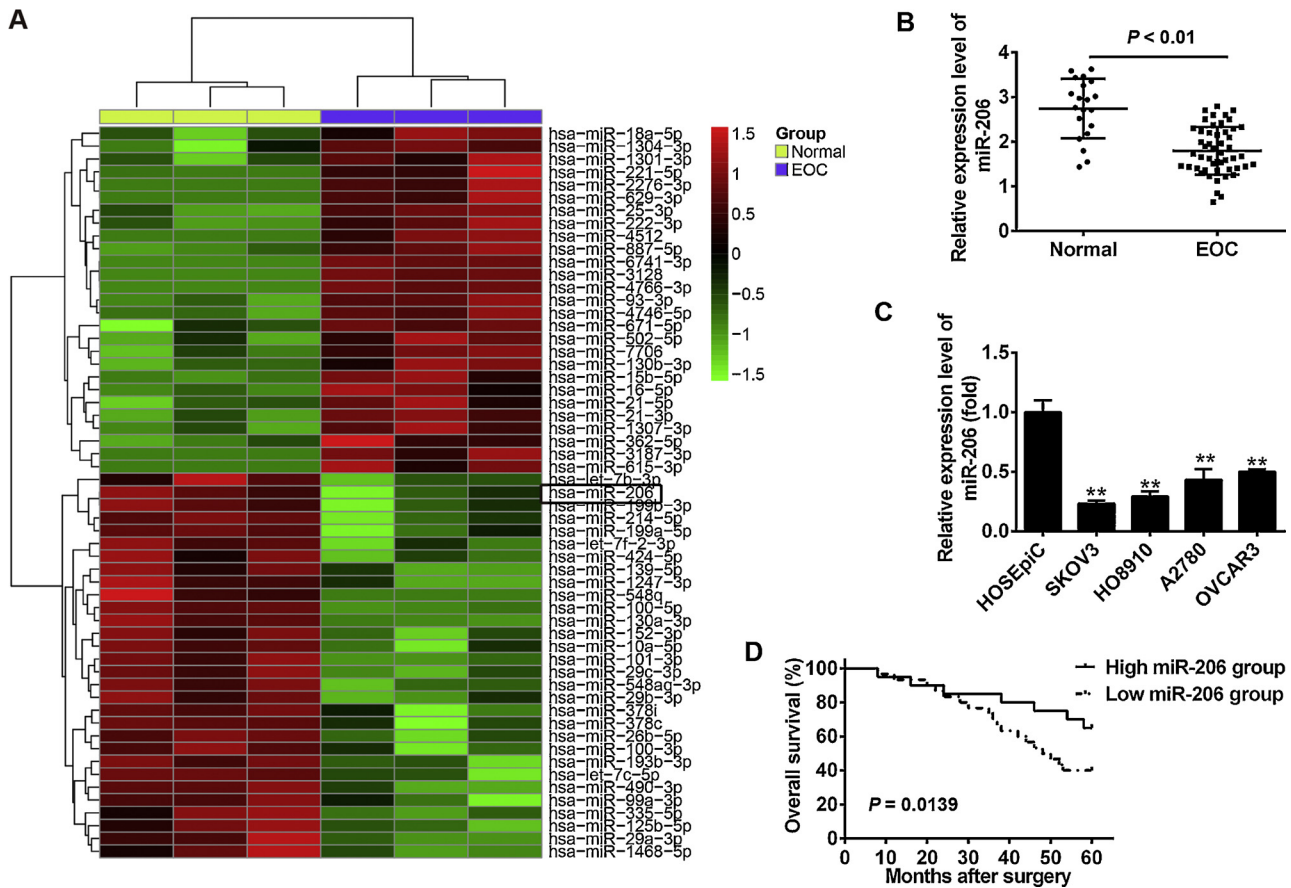 A
hsa-miR-18a-5p
hsa-miR-1304-3p
hsa-miR-1301-3p
hsa-miR-221-5p
hsa-miR-2276-3p
hsa-miR-629-3p
hsa-miR-25-3p
hsa-miR-222-3p
hsa-miR-4512
hsa-miR-887-5p
hsa-miR-6741-3p
hsa-miR-3128
hsa-miR-4766-3p
hsa-miR-93-3p
hsa-miR-4746-5p
hsa-miR-671-5p
hsa-miR-502-5p
hsa-miR-7706
hsa-miR-130b-3p
hsa-miR-15b-5p
hsa-miR-16-5p
hsa-miR-21-5p
hsa-miR-21-3p
hsa-miR-1307-3p
hsa-miR-362-5p
hsa-miR-3187-3p
hsa-miR-615-3p
hsa-let-7b-3p
hsa-miR-206
hsa-miR-199b-3p
hsa-miR-214-5p
hsa-miR-199a-5p
hsa-let-7f-2-3p
hsa-miR-424-5p
hsa-miR-139-5p
hsa-miR-1247-3p
hsa-miR-548q
hsa-miR-100-5p
hsa-miR-130a-3p
hsa-miR-152-3p
hsa-miR-10a-5p
hsa-miR-101-3p
hsa-miR-29c-3p
hsa-miR-548aq-3p
hsa-miR-29b-3p
hsa-miR-378i
hsa-miR-378c
hsa-miR-26b-5p
hsa-miR-100-3p
hsa-miR-193b-3p
hsa-let-7c-5p
hsa-miR-490-3p
hsa-miR-99a-3p
hsa-miR-335-5p
hsa-miR-125b-5p
hsa-miR-29a-3p
hsa-miR-1468-5p
1.5
1
0.5
0
-0.5
-1
-1.5
Group
Normal
EOC
B
P < 0.01
Relative expression level of
miR-206
4
3
2
1
0
Normal
EOC
C
Relative expression level of
miR-206 (fold)
1.5
1.0
0.5
0.0
** ** ** **
HOSEpiC
SKOV3
HO8910
A2780
OVCAR3
D
High miR-206 group
Low miR-206 group
Overall survival (%)
100
80
60
40
20
0
P = 0.0139
0 10 20 30 40 50 60
Months after surgery